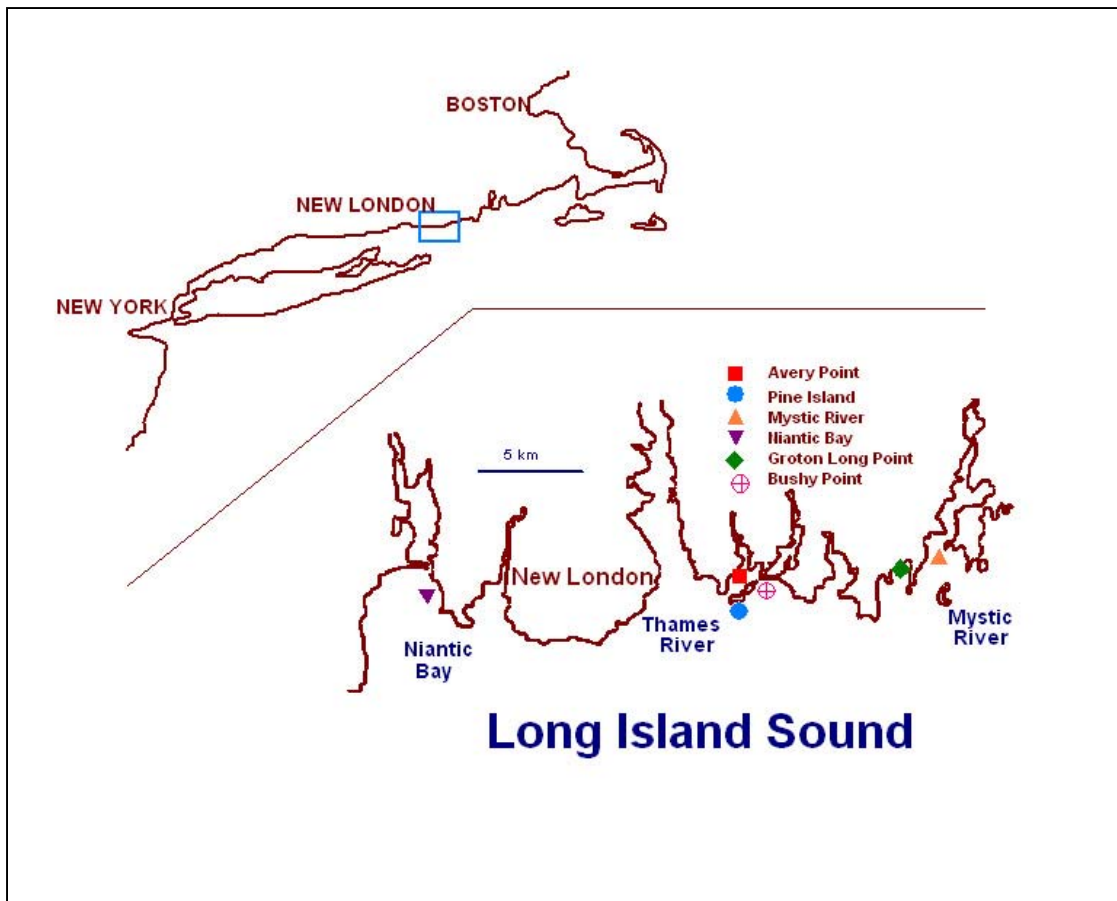 BOSTON
NEW LONDON
NEW YORK
Avery Point
Pine Island
Mystic River
Niantic Bay
Groton Long Point
Bushy Point
5 km
New London
Thames
River
Mystic
River
Niantic
Bay
Long Island Sound